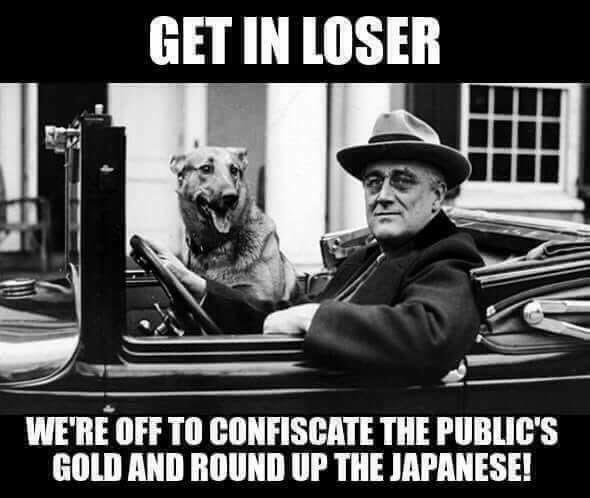 GET IN LOSER
WE'RE OFF TO CONFISCATE THE PUBLIC'S
GOLD AND ROUND UP THE JAPANESE!